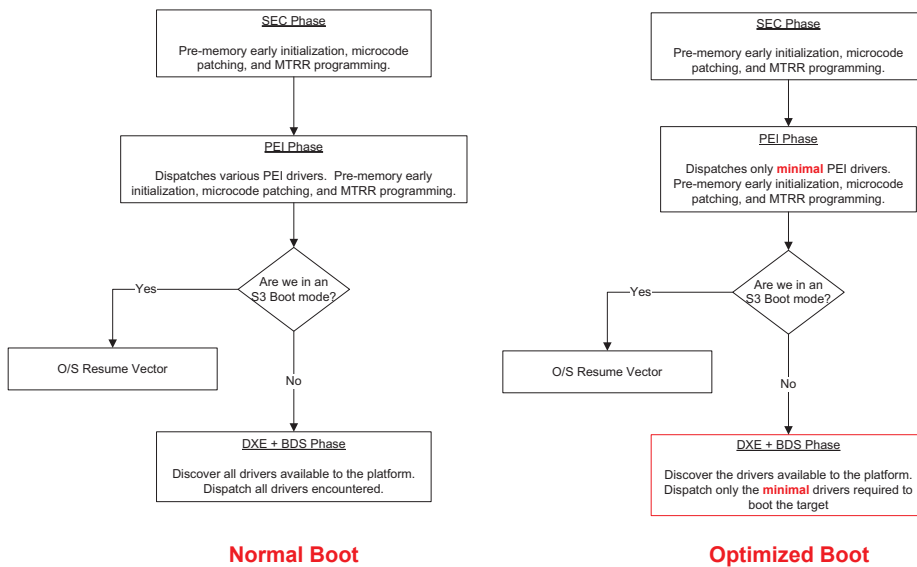 SEC Phase
Pre-memory early initialization, microcode
patching, and MTRR programming.
PEI Phase
Dispatches various PEI drivers. Pre-memory early
initialization, microcode patching, and MTRR programming.
Are we in an
S3 Boot mode?
Yes
O/S Resume Vector
No
DXE + BDS Phase
Discover all drivers available to the platform.
Dispatch all drivers encountered.
Normal Boot
SEC Phase
Pre-memory early initialization, microcode
patching, and MTRR programming.
PEI Phase
Dispatches only minimal PEI drivers.
Pre-memory early initialization, microcode
patching, and MTRR programming.
Are we in an
S3 Boot mode?
Yes
O/S Resume Vector
No
DXE + BDS Phase
Discover the drivers available to the platform.
Dispatch only the minimal drivers required to
boot the target
Optimized Boot